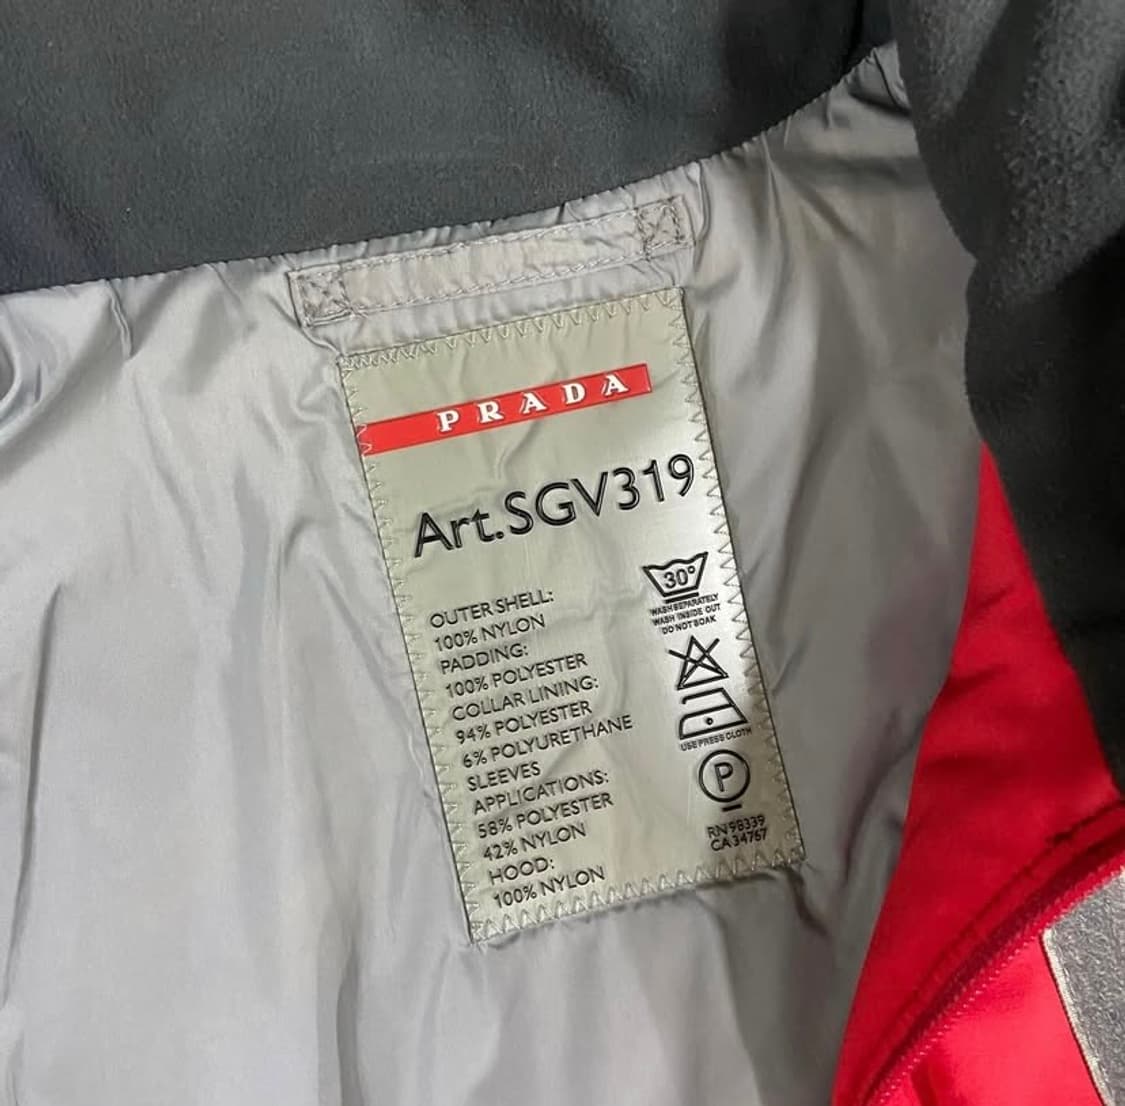 PRADA
Art.SGV319
OUTER SHELL:
100% NYLON
PADDING:
100% POLYESTER
COLLAR LINING:
94% POLYESTER
6% POLYURETHANE
SLEEVES
APPLICATIONS:
58% POLYESTER
42% NYLON
HOOD:
100% NYLON
30°
WASH SEPARATELY
WASH INSIDE OUT
DO NOT SOAK
USE PRESS CLOTH
P
RN 98339
CA 34767